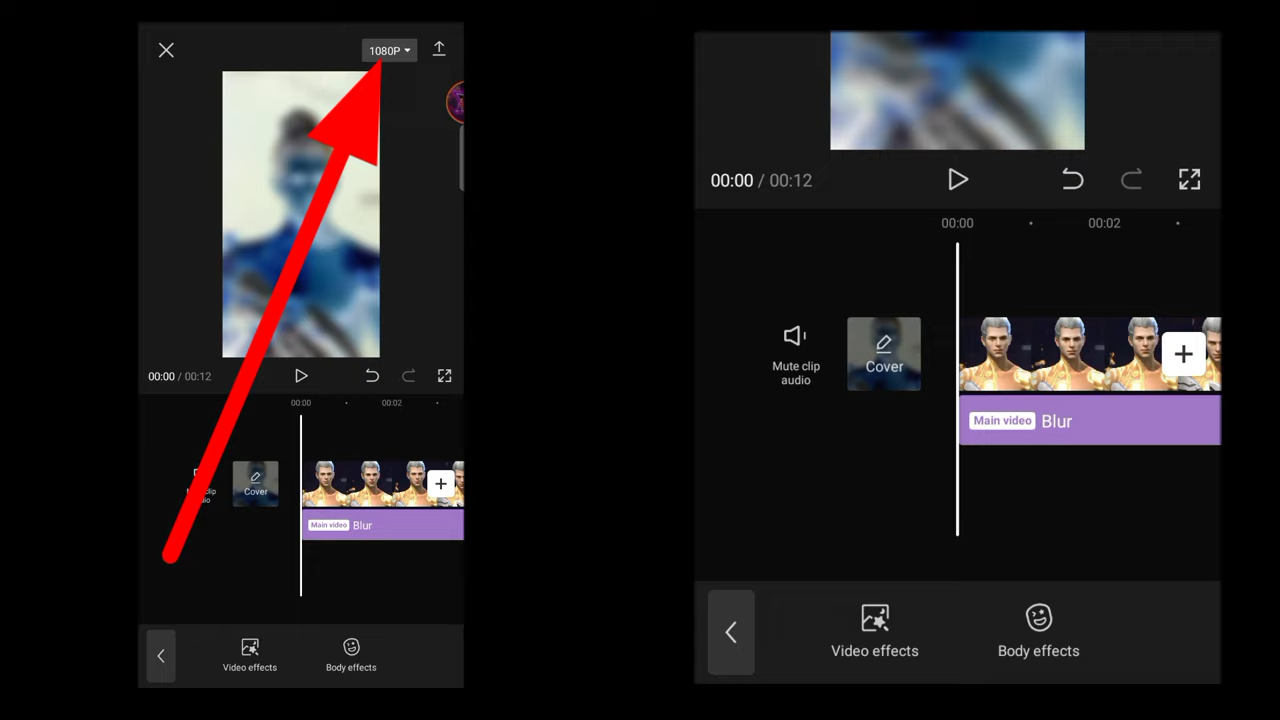 1080P
00:00 / 00:12
00:00
00:02
Cover
Main video Blur
Video effects
Body effects
00:00 / 00:12
00:00
00:02
Mute clip
audio
Cover
Main video Blur
Video effects
Body effects